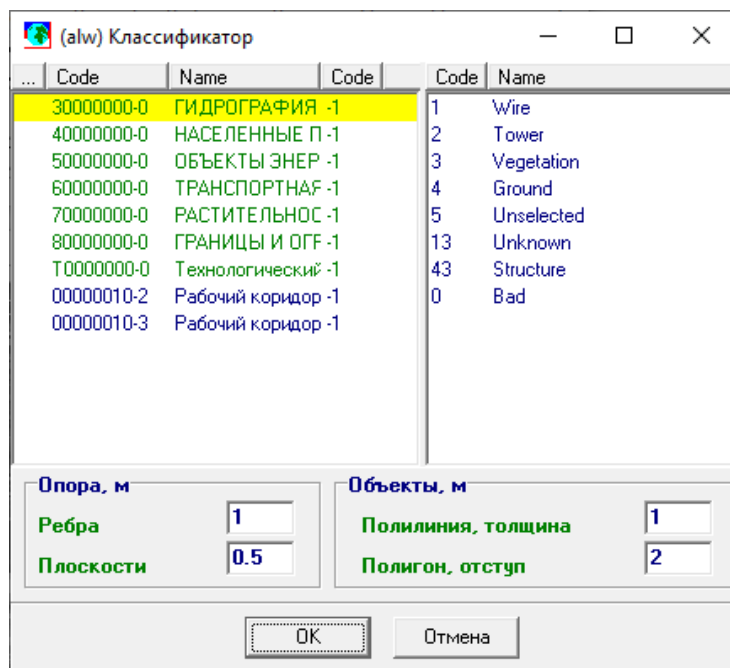 (alw) Классификатор
... Code Name Code Code Name
30000000-0 ГИДРОГРАФИЯ -1 1 Wire
40000000-0 НАСЕЛЕННЫЕ П -1 2 Tower
50000000-0 ОБЪЕКТЫ ЭНЕР -1 3 Vegetation
60000000-0 ТРАНСПОРТНАЯ -1 4 Ground
70000000-0 РАСТИТЕЛЬНОС -1 5 Unselected
80000000-0 ГРАНИЦЫ И ОГР -1 13 Unknown
T0000000-0 Технологический -1 43 Structure
00000010-2 Рабочий коридор -1 0 Bad
00000010-3 Рабочий коридор -1
Опора, м Объекты, м
Ребра 1 Полилиния, толщина 1
Плоскости 0.5 Полигон, отступ 2
OK Отмена